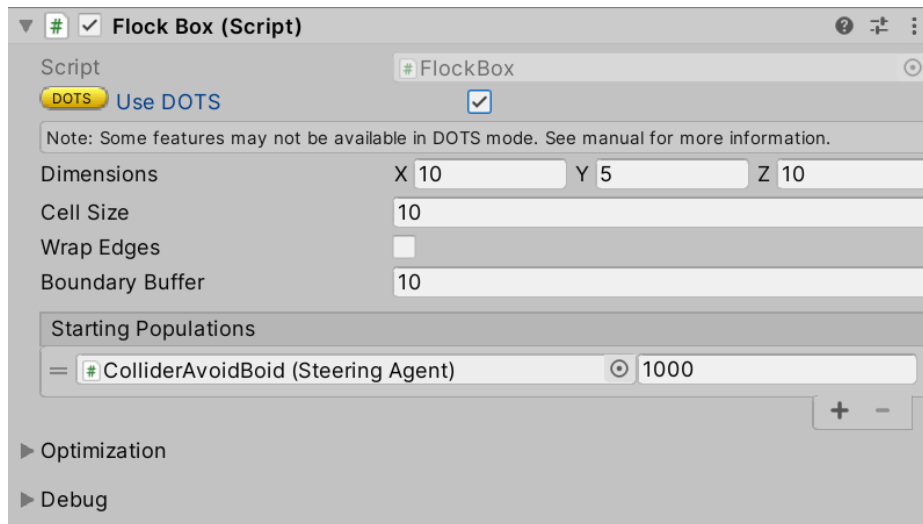 # Flock Box (Script)
Script # FlockBox
DOTS Use DOTS
Note: Some features may not be available in DOTS mode. See manual for more information.
Dimensions X 10 Y 5 Z 10
Cell Size 10
Wrap Edges
Boundary Buffer 10
Starting Populations
# ColliderAvoidBoid (Steering Agent) 1000
+ −
Optimization
Debug